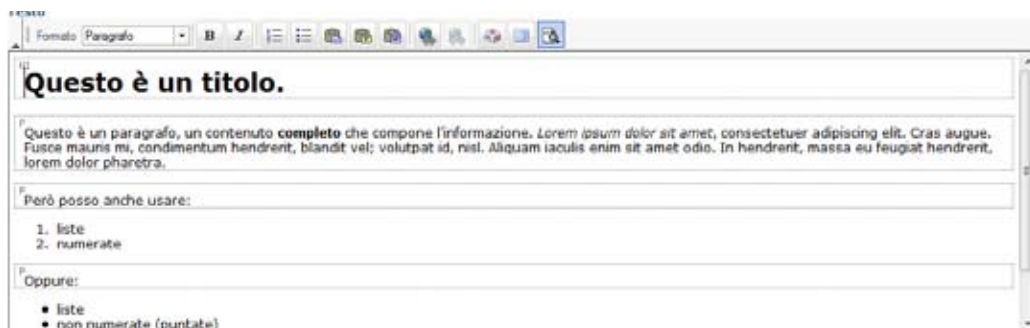 Testo
Formato Paragrafo B I
Questo è un titolo.
P
Questo è un paragrafo, un contenuto completo che compone l'informazione. Lorem ipsum dolor sit amet, consectetuer adipiscing elit. Cras augue.
Fusce mauris mi, condimentum hendrerit, blandit vel; volutpat id, nisl. Aliquam iaculis enim sit amet odio. In hendrerit, massa eu feugiat hendrerit,
lorem dolor pharetra.
P
Però posso anche usare:
1. liste
2. numerate
P
Oppure:
• liste
• non numerate (puntate)